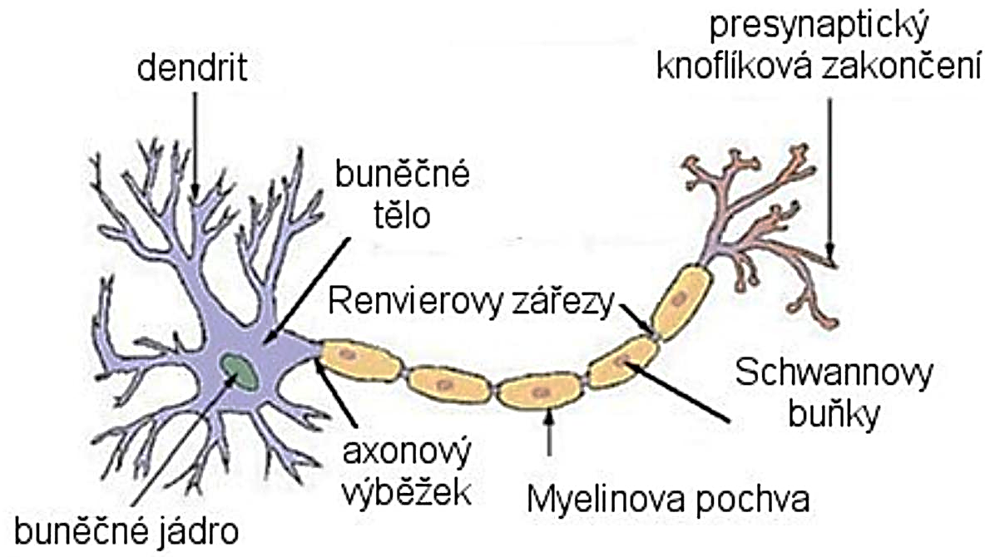 presynaptický
knoflíková zakončení
dendrit
buněčné
tělo
Renvierovy zářezy
Schwannovy
buňky
axonový
výběžek
Myelinova pochva
buněčné jádro